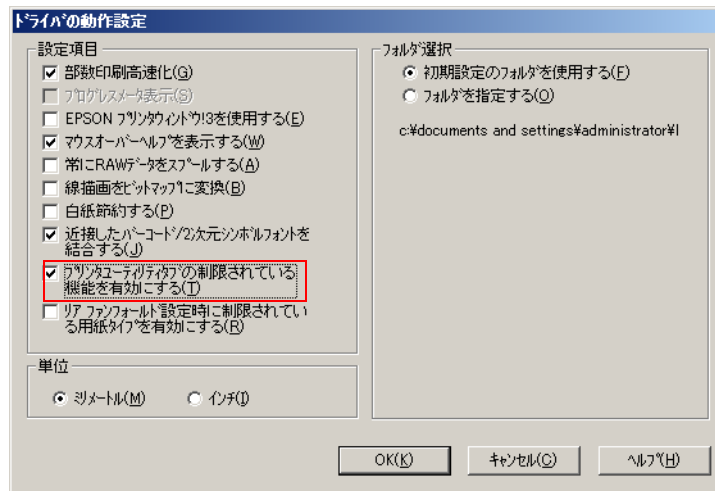 ドライバの動作設定
設定項目
部数印刷高速化(G)
プログレスメータ表示(S)
EPSON プリンタウィンドウ!3を使用する(E)
マウスオーバーヘルプを表示する(W)
常にRAWデータをスプールする(A)
線描画をビットマップに変換(B)
白紙節約する(P)
近接したバーコード/2次元シンボルフォントを
結合する(J)
プリンタユーティリティタブの制限されている
機能を有効にする(T)
リア ファンフォールド設定時に制限されてい
る用紙タイプを有効にする(R)
単位
ミリメートル(M)
インチ(I)
フォルダ選択
初期設定のフォルダを使用する(F)
フォルダを指定する(O)
c:¥documents and settings¥administrator¥l
OK(K)
キャンセル(C)
ヘルプ(H)